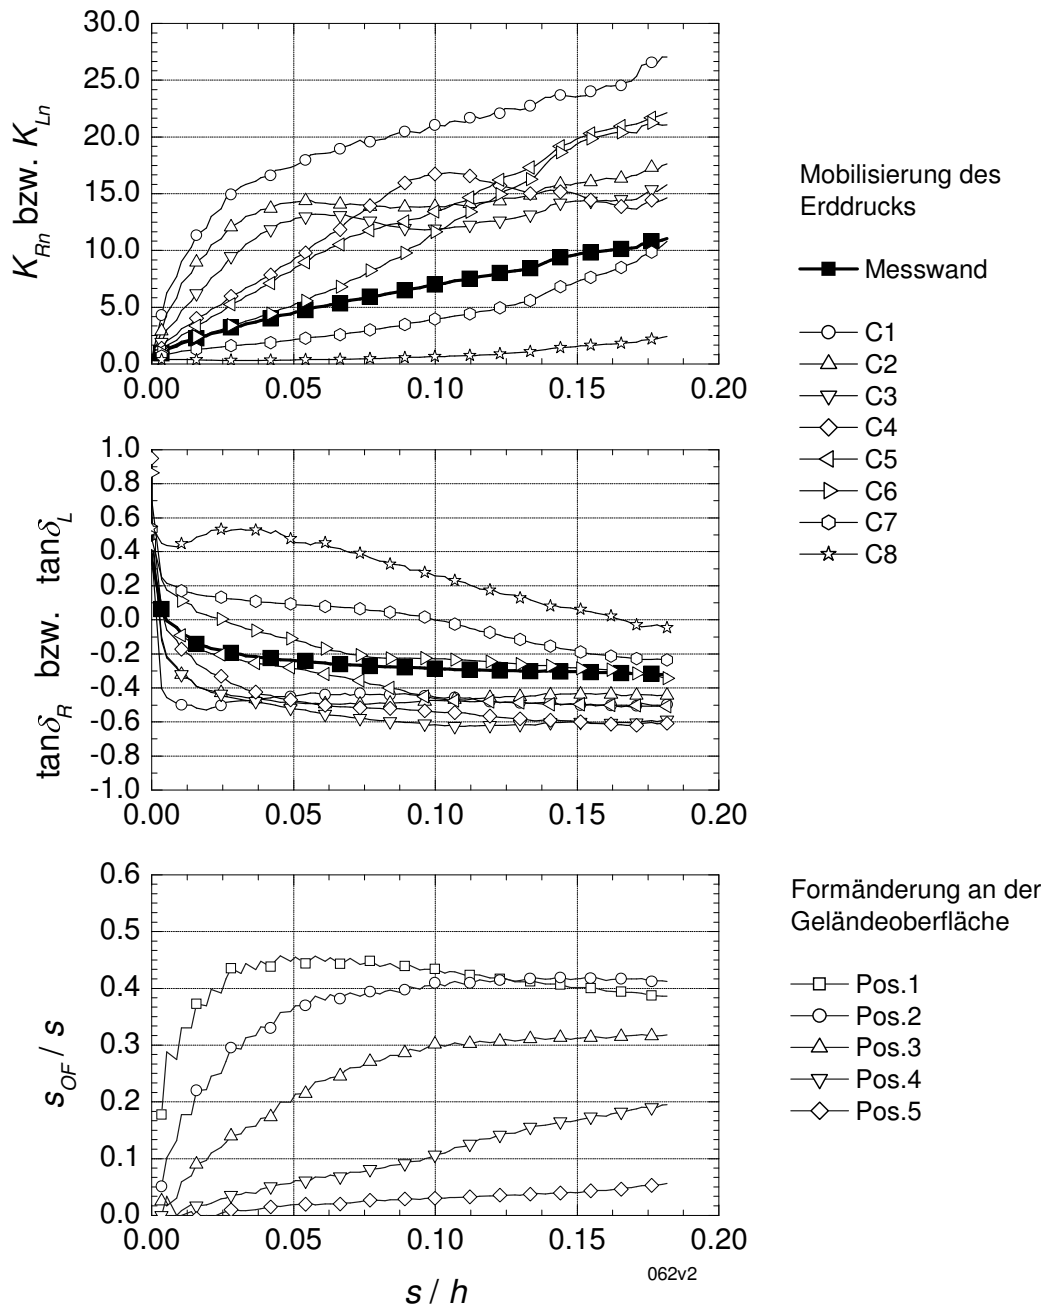 30.0
25.0
20.0
15.0
10.0
5.0
0.0
K_Rn bzw. K_Ln
0.00 0.05 0.10 0.15 0.20
Mobilisierung des
Erddrucks
Messwand
C1
C2
C3
C4
C5
C6
C7
C8
1.0
0.8
0.6
0.4
0.2
0.0
-0.2
-0.4
-0.6
-0.8
-1.0
tanδ_R bzw. tanδ_L
0.00 0.05 0.10 0.15 0.20
0.6
0.5
0.4
0.3
0.2
0.1
0.0
s_OF / s
0.00 0.05 0.10 0.15 0.20
s / h
Formänderung an der
Geländeoberfläche
Pos.1
Pos.2
Pos.3
Pos.4
Pos.5
062v2